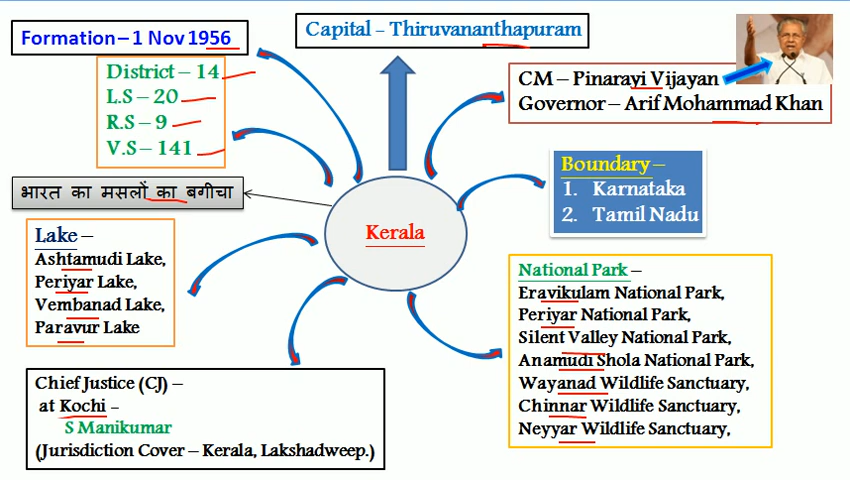 Formation – 1 Nov 1956
Capital – Thiruvananthapuram
District – 14
L.S – 20
R.S – 9
V.S – 141
CM – Pinarayi Vijayan
Governor – Arif Mohammad Khan
Boundary –
1. Karnataka
2. Tamil Nadu
भारत का मसलों का बगीचा
Kerala
Lake –
Ashtamudi Lake,
Periyar Lake,
Vembanad Lake,
Paravur Lake
National Park –
Eravikulam National Park,
Periyar National Park,
Silent Valley National Park,
Anamudi Shola National Park,
Wayanad Wildlife Sanctuary,
Chinnar Wildlife Sanctuary,
Neyyar Wildlife Sanctuary,
Chief Justice (CJ) –
at Kochi –
S Manikumar
(Jurisdiction Cover – Kerala, Lakshadweep.)